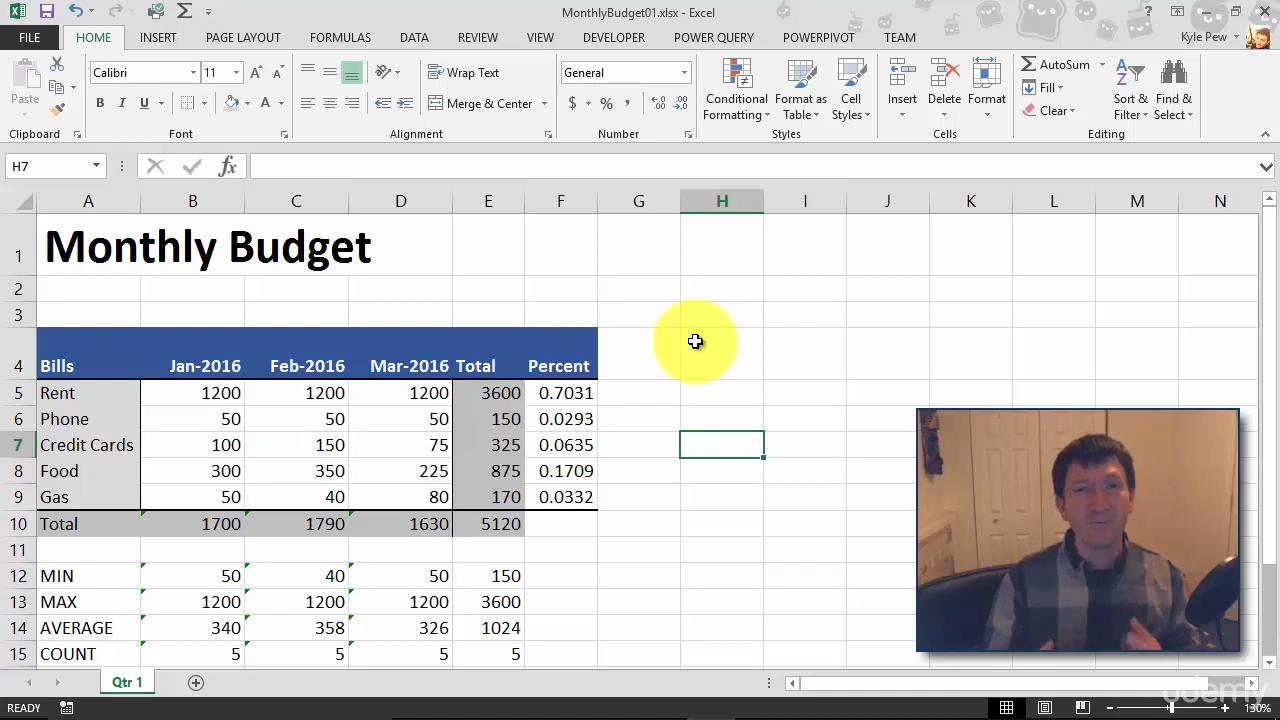 MonthlyBudget01.xlsx - Excel
FILE HOME INSERT PAGE LAYOUT FORMULAS DATA REVIEW VIEW DEVELOPER POWER QUERY POWERPIVOT TEAM Kyle Pew
Paste
Calibri 11
B I U
Wrap Text
Merge & Center
General
$ % ,
Conditional Formatting
Format as Table
Cell Styles
Insert
Delete
Format
AutoSum
Fill
Clear
Sort & Filter
Find & Select
Clipboard Font Alignment Number Styles Cells Editing
H7 fx
A B C D E F G H I J K L M N
1 Monthly Budget
2
3
4 Bills Jan-2016 Feb-2016 Mar-2016 Total Percent
5 Rent 1200 1200 1200 3600 0.7031
6 Phone 50 50 50 150 0.0293
7 Credit Cards 100 150 75 325 0.0635
8 Food 300 350 225 875 0.1709
9 Gas 50 40 80 170 0.0332
10 Total 1700 1790 1630 5120
11
12 MIN 50 40 50 150
13 MAX 1200 1200 1200 3600
14 AVERAGE 340 358 326 1024
15 COUNT 5 5 5 5
Qtr 1
udemy
READY 130%